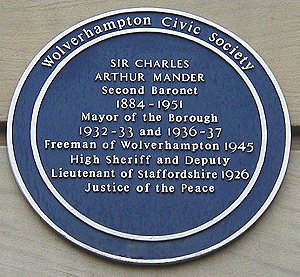 Wolverhampton Civic Society
SIR CHARLES
ARTHUR MANDER
Second Baronet
1884-1951
Mayor of the Borough
1932-33 and 1936-37
Freeman of Wolverhampton 1945
High Sheriff and Deputy
Lieutenant of Staffordshire 1926
Justice of the Peace